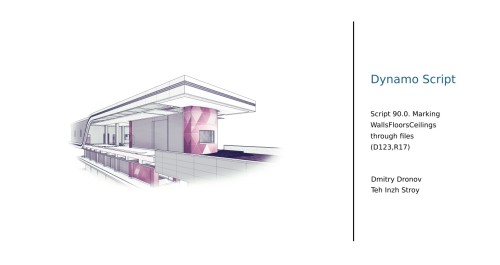 Dynamo Script
Script 90.0. Marking
WallsFloorsCeilings
through files
(D123,R17)
Dmitry Dronov
Teh Inzh Stroy